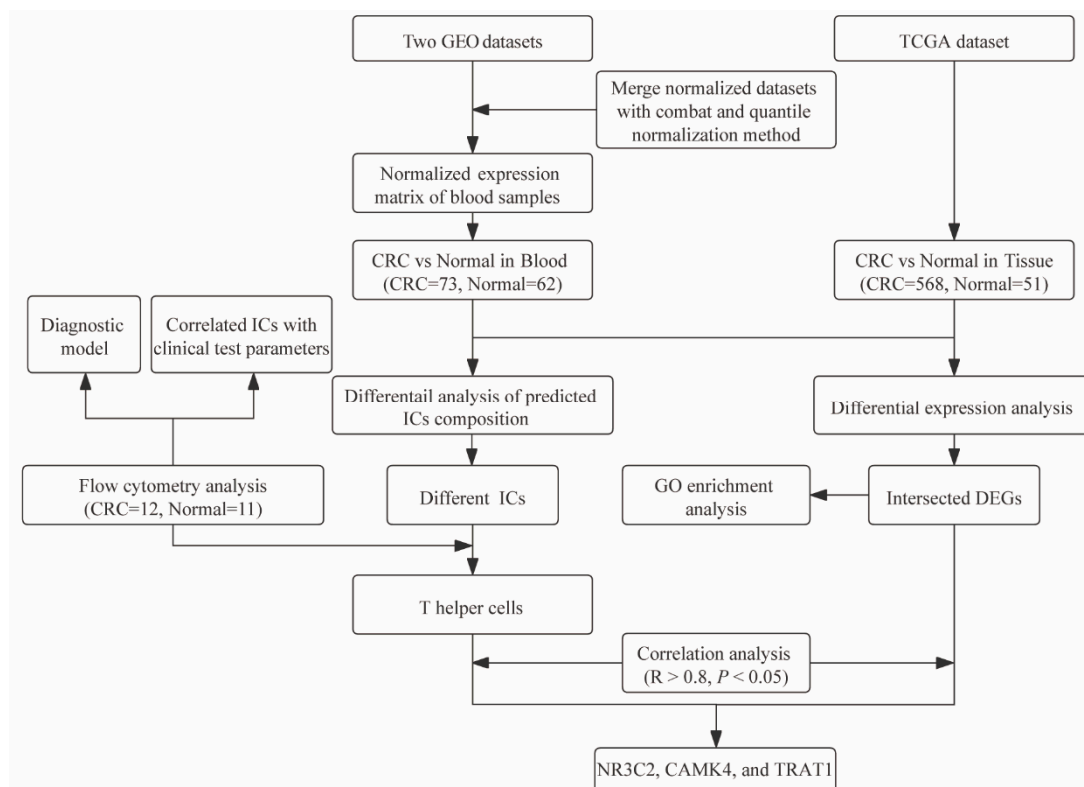 Two GEO datasets
TCGA dataset
Merge normalized datasets
with combat and quantile
normalization method
Normalized expression
matrix of blood samples
CRC vs Normal in Blood
(CRC=73, Normal=62)
CRC vs Normal in Tissue
(CRC=568, Normal=51)
Diagnostic
model
Correlated ICs with
clinical test parameters
Differentail analysis of predicted
ICs composition
Differential expression analysis
Flow cytometry analysis
(CRC=12, Normal=11)
Different ICs
GO enrichment
analysis
Intersected DEGs
T helper cells
Correlation analysis
(R > 0.8, P < 0.05)
NR3C2, CAMK4, and TRAT1